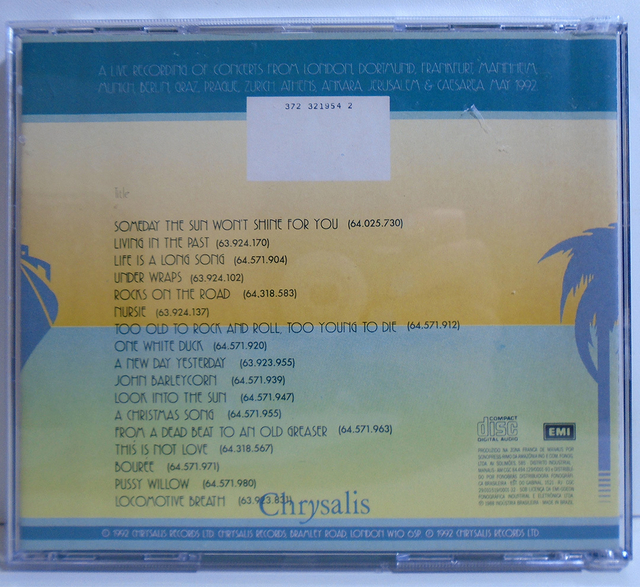 A LIVE RECORDING OF CONCERTS FROM LONDON, DORTMUND, FRANKFURT, MANNHEIM,
MUNICH, BERLIN, GRAZ, PRAGUE, ZURICH, ATHENS, ANKARA, JERUSALEM & CAESAREA MAY 1992
372 321954 2
SOMEDAY THE SUN WON'T SHINE FOR YOU (64.025.730)
LIVING IN THE PAST (63.924.170)
LIFE IS A LONG SONG (64.571.904)
UNDER WRAPS (63.924.102)
ROCKS ON THE ROAD (64.318.583)
NURSIE (63.924.137)
TOO OLD TO ROCK AND ROLL, TOO YOUNG TO DIE (64.571.912)
ONE WHITE DUCK (64.571.920)
A NEW DAY YESTERDAY (63.923.955)
JOHN BARLEYCORN (64.571.939)
LOOK INTO THE SUN (64.571.947)
A CHRISTMAS SONG (64.571.955)
FROM A DEAD BEAT TO AN OLD GREASER (64.571.963)
THIS IS NOT LOVE (64.318.567)
BOUREE (64.571.971)
PUSSY WILLOW (64.571.980)
LOCOMOTIVE BREATH
Chrysalis
COMPACT
disc
DIGITAL AUDIO
EMI
PRODUZIDO NA ZONA FRANCA DE MANAUS POR
© 1992 CHRYSALIS RECORDS LTD CHRYSALIS RECORDS, BRAMLEY ROAD, LONDON W10 6SP ℗ 1992 CHRYSALIS RECORDS LTD